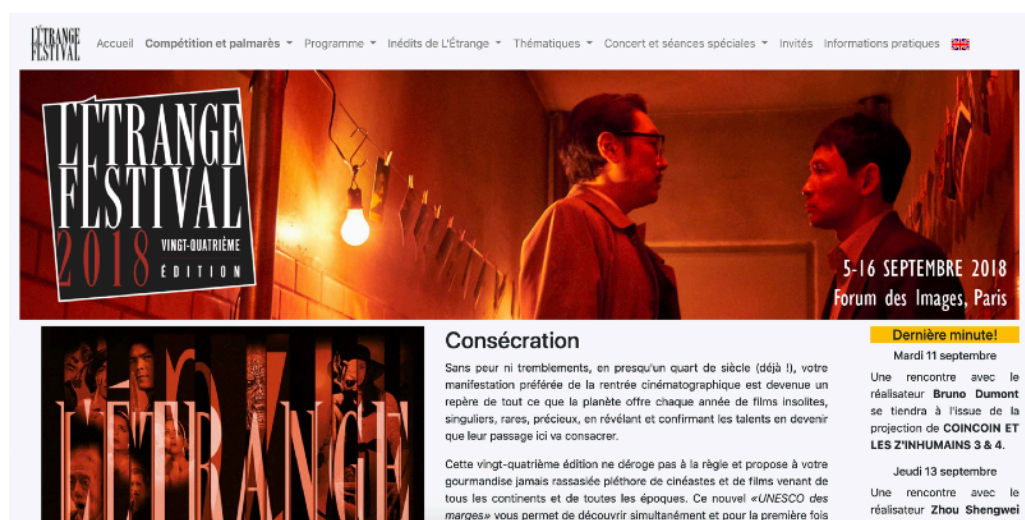 L'ÉTRANGE
FESTIVAL
Accueil Compétition et palmarès Programme Inédits de L'Étrange Thématiques Concert et séances spéciales Invités Informations pratiques
L'ÉTRANGE
FESTIVAL
2018 VINGT-QUATRIÈME
ÉDITION
5-16 SEPTEMBRE 2018
Forum des Images, Paris
L'ÉTRANGE
Consécration
Sans peur ni tremblements, en presqu'un quart de siècle (déjà !), votre
manifestation préférée de la rentrée cinématographique est devenue un
repère de tout ce que la planète offre chaque année de films insolites,
singuliers, rares, précieux, en révélant et confirmant les talents en devenir
que leur passage ici va consacrer.
Cette vingt-quatrième édition ne déroge pas à la règle et propose à votre
gourmandise jamais rassasiée pléthore de cinéastes et de films venant de
tous les continents et de toutes les époques. Ce nouvel «UNESCO des
marges» vous permet de découvrir simultanément et pour la première fois
Dernière minute!
Mardi 11 septembre
Une rencontre avec le
réalisateur Bruno Dumont
se tiendra à l'issue de la
projection de COINCOIN ET
LES Z'INHUMAINS 3 & 4.
Jeudi 13 septembre
Une rencontre avec le
réalisateur Zhou Shengwei